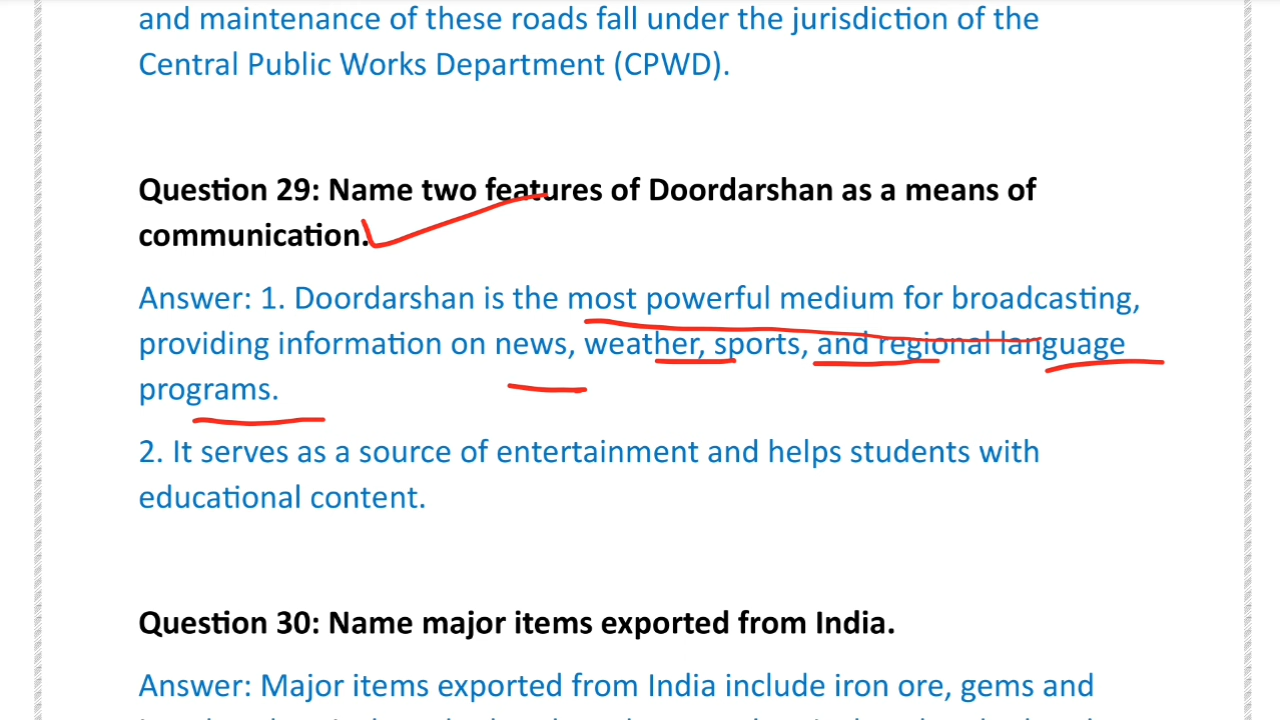 and maintenance of these roads fall under the jurisdiction of the
Central Public Works Department (CPWD).
Question 29: Name two features of Doordarshan as a means of
communication.
Answer: 1. Doordarshan is the most powerful medium for broadcasting,
providing information on news, weather, sports, and regional language
programs.
2. It serves as a source of entertainment and helps students with
educational content.
Question 30: Name major items exported from India.
Answer: Major items exported from India include iron ore, gems and